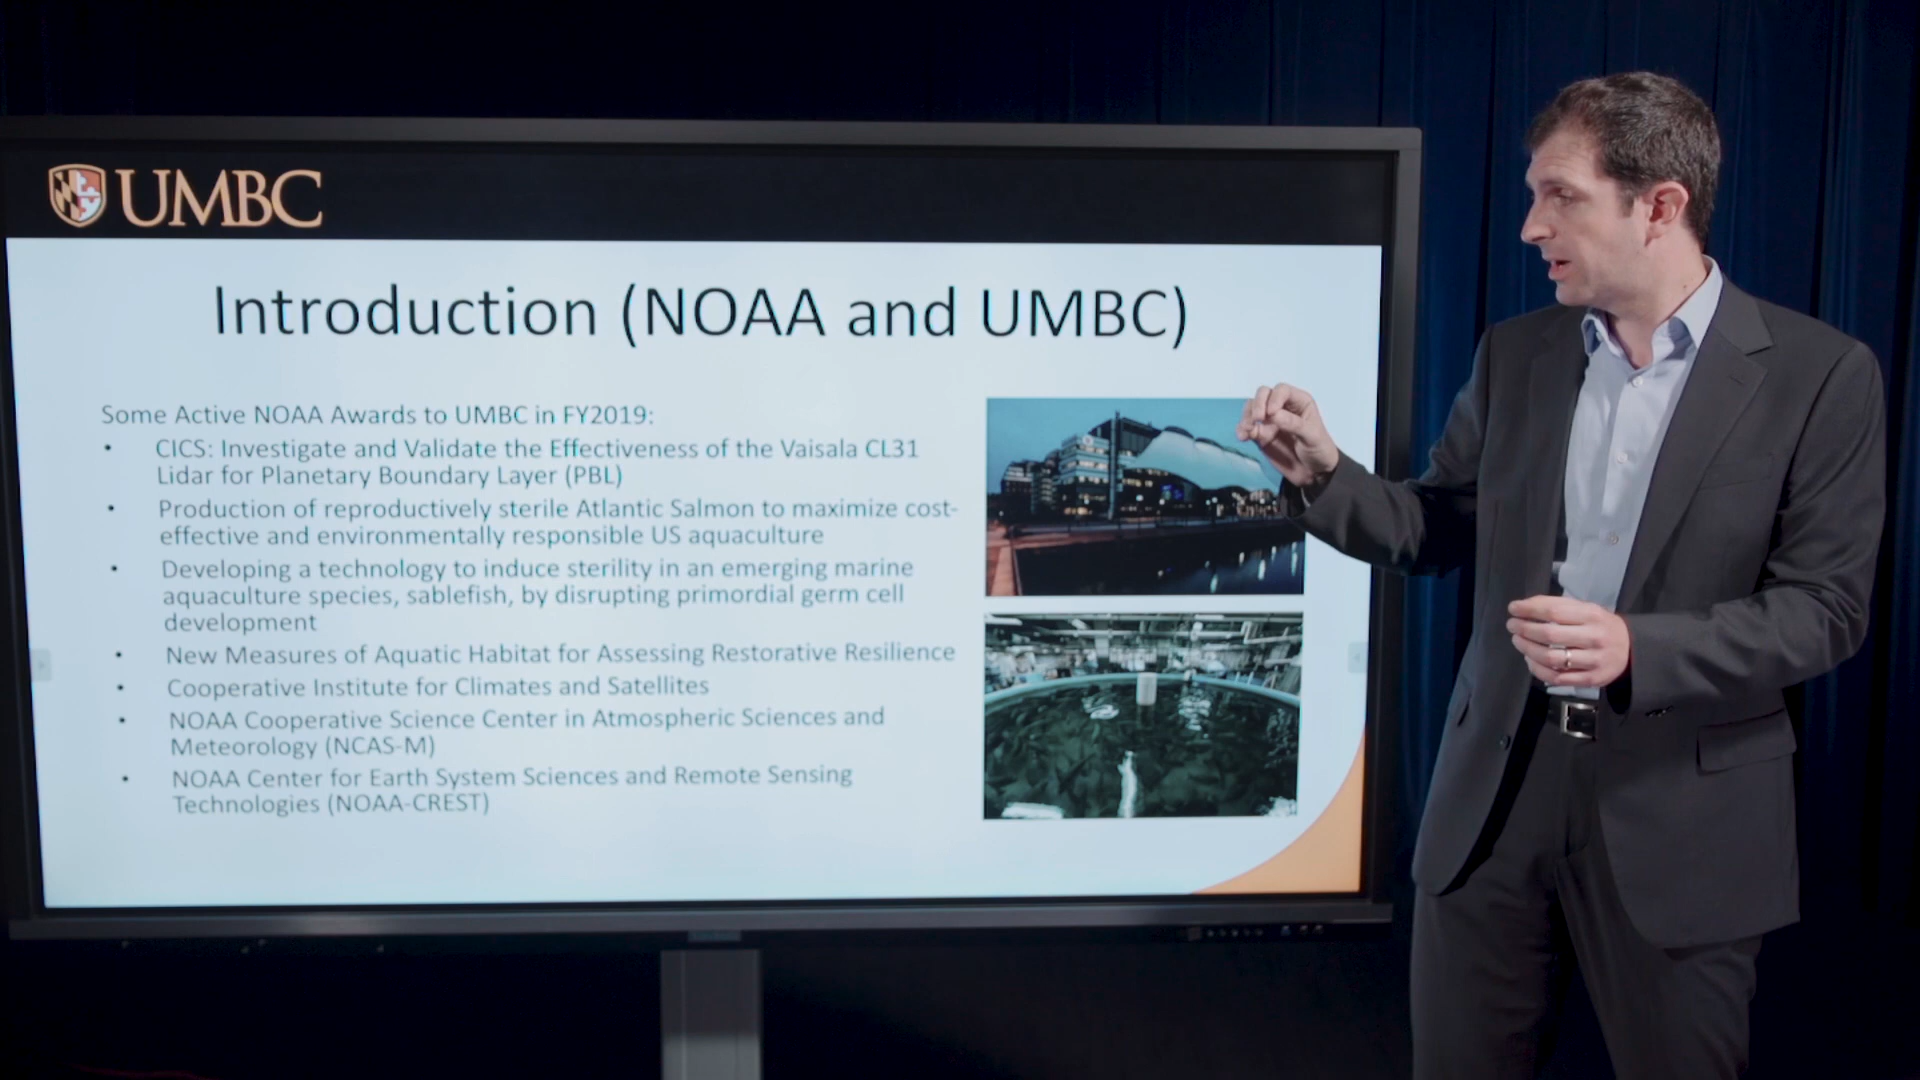 UMBC
Introduction (NOAA and UMBC)
Some Active NOAA Awards to UMBC in FY2019:
• CICS: Investigate and Validate the Effectiveness of the Vaisala CL31
Lidar for Planetary Boundary Layer (PBL)
• Production of reproductively sterile Atlantic Salmon to maximize cost-
effective and environmentally responsible US aquaculture
• Developing a technology to induce sterility in an emerging marine
aquaculture species, sablefish, by disrupting primordial germ cell
development
• New Measures of Aquatic Habitat for Assessing Restorative Resilience
• Cooperative Institute for Climates and Satellites
• NOAA Cooperative Science Center in Atmospheric Sciences and
Meteorology (NCAS-M)
• NOAA Center for Earth System Sciences and Remote Sensing
Technologies (NOAA-CREST)